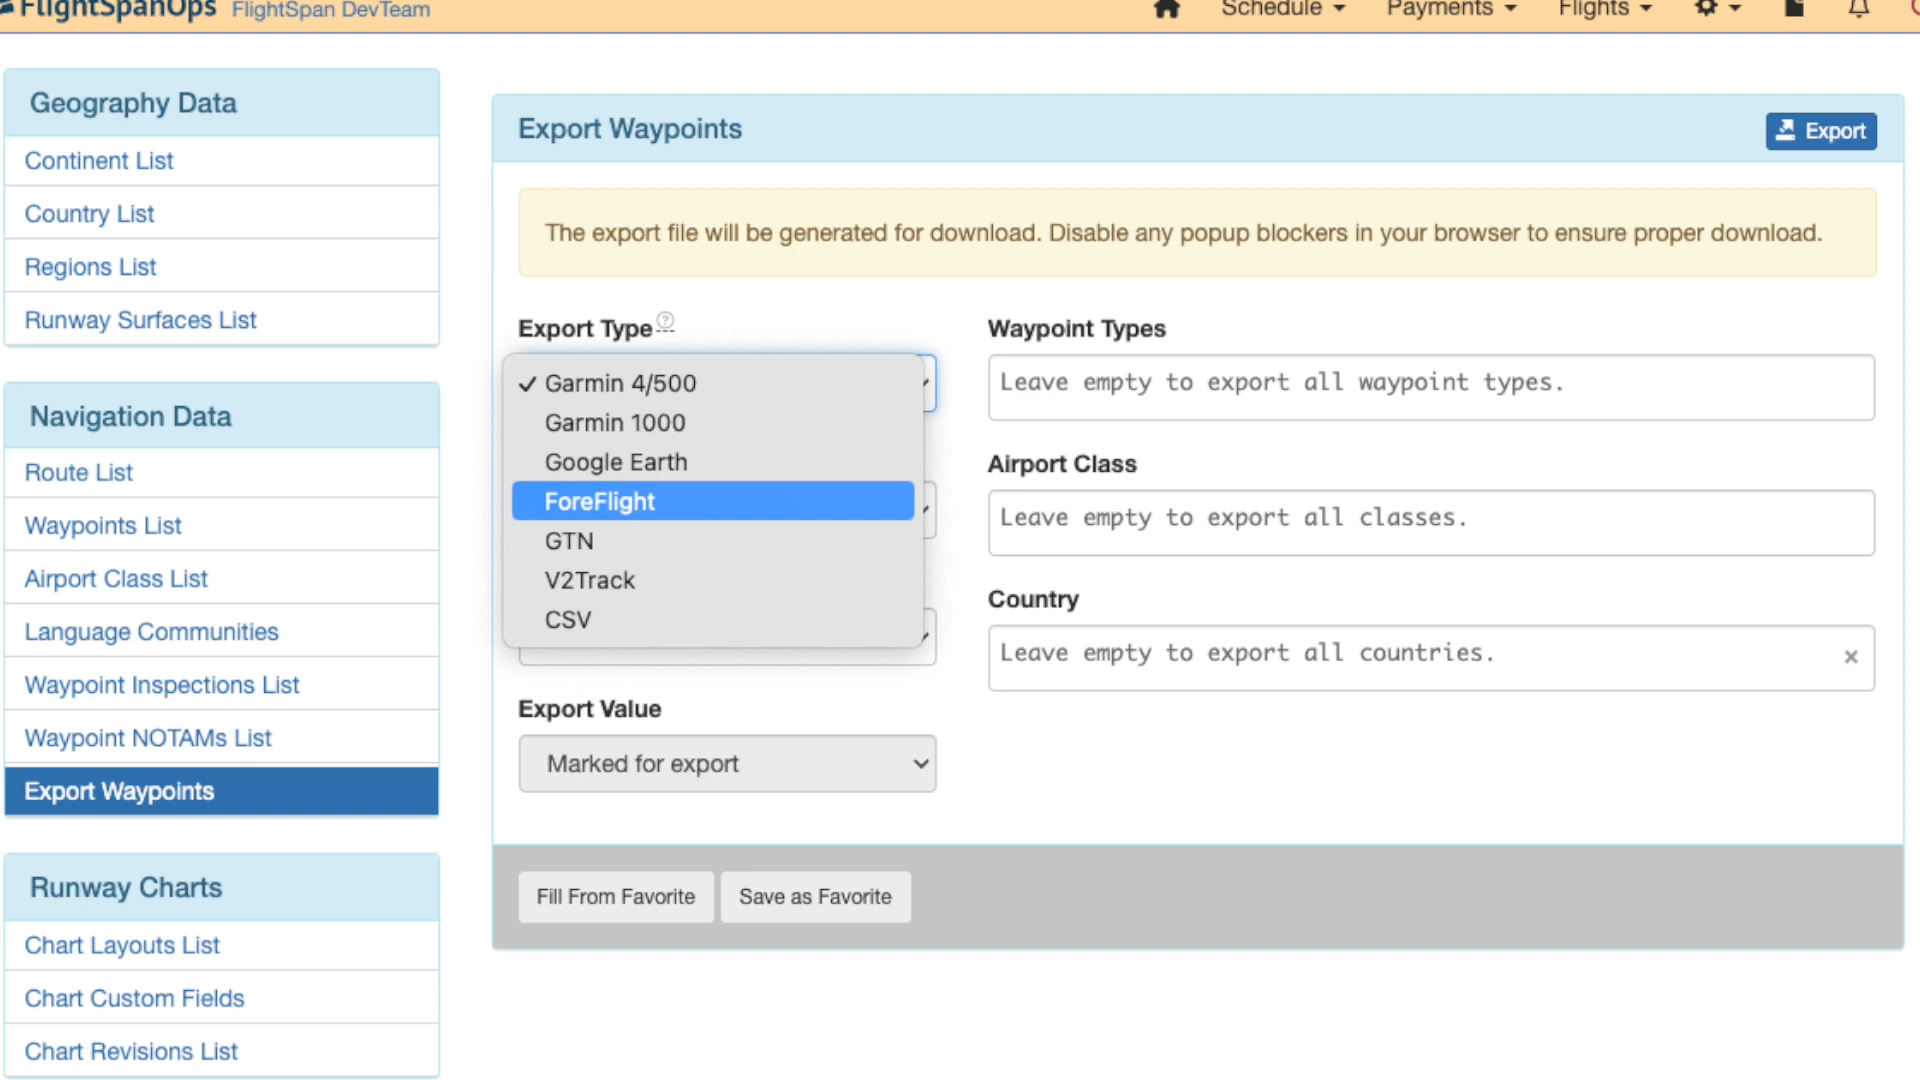 FlightSpanOps FlightSpan DevTeam
Schedule Payments Flights
Geography Data
Continent List
Country List
Regions List
Runway Surfaces List
Navigation Data
Route List
Waypoints List
Airport Class List
Language Communities
Waypoint Inspections List
Waypoint NOTAMs List
Export Waypoints
Runway Charts
Chart Layouts List
Chart Custom Fields
Chart Revisions List
Export Waypoints
Export
The export file will be generated for download. Disable any popup blockers in your browser to ensure proper download.
Export Type ?
✓ Garmin 4/500
Garmin 1000
Google Earth
ForeFlight
GTN
V2Track
CSV
Export Value
Marked for export
Waypoint Types
Leave empty to export all waypoint types.
Airport Class
Leave empty to export all classes.
Country
Leave empty to export all countries. ×
Fill From Favorite Save as Favorite